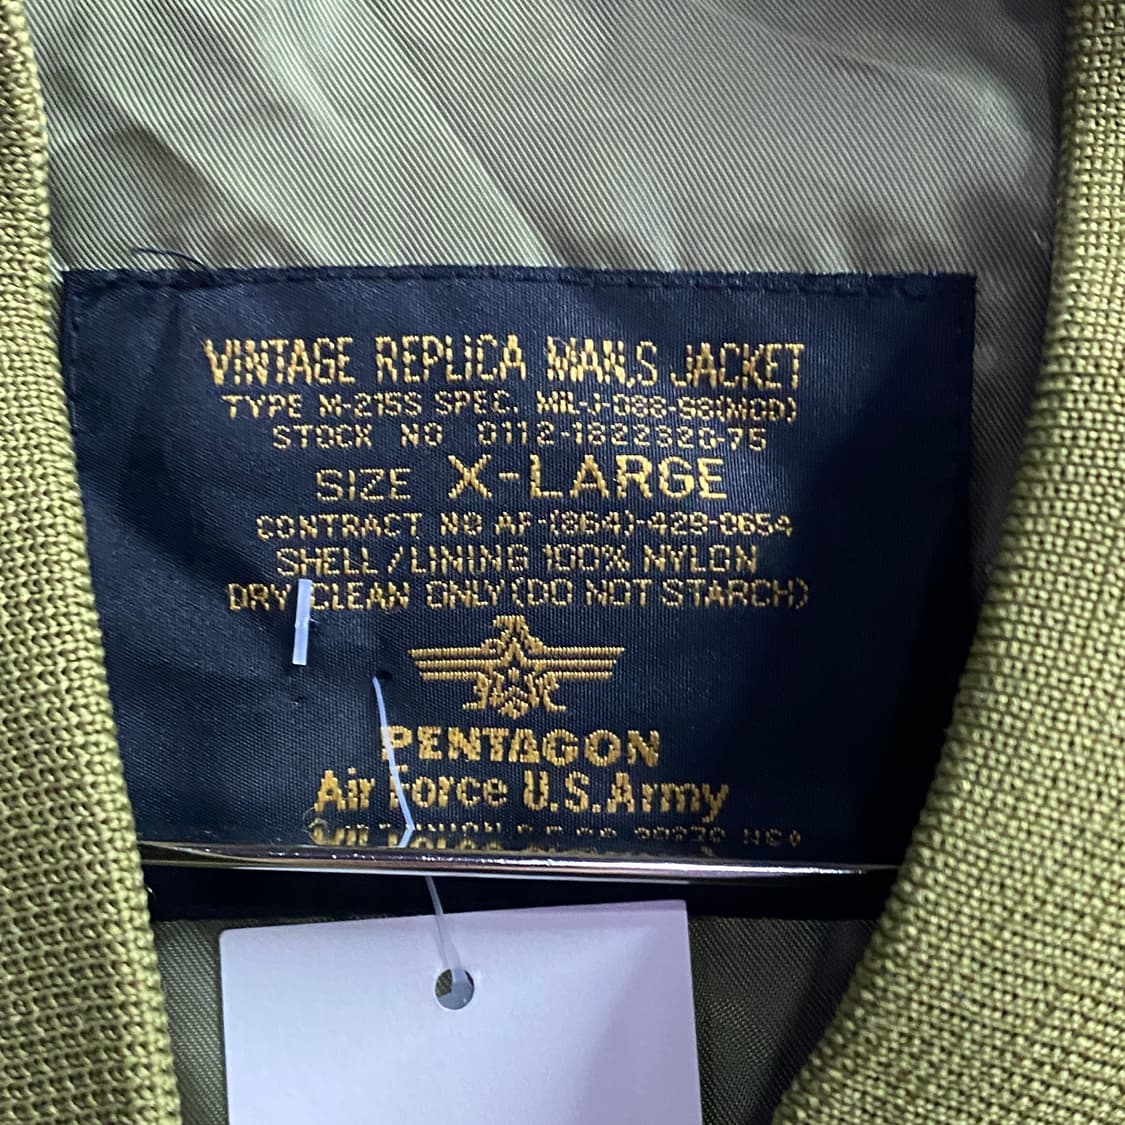 VINTAGE REPLICA MAN,S JACKET
TYPE M-215S SPEC. MIL-J-088-98(MOD)
STOCK NO 8112-1822320-75
SIZE X-LARGE
CONTRACT NO AF-(864)-429-8654
SHELL/LINING 100% NYLON
DRY CLEAN ONLY(DO NOT STARCH)
PENTAGON
Air Force U.S.Army